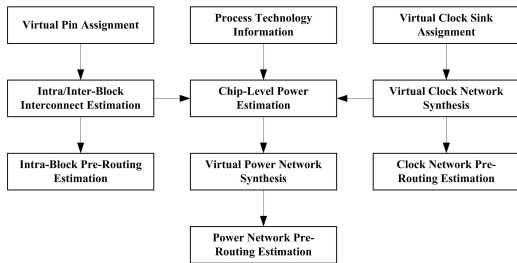 Virtual Pin Assignment
Process Technology
Information
Virtual Clock Sink
Assignment
Intra/Inter-Block
Interconnect Estimation
Chip-Level Power
Estimation
Virtual Clock Network
Synthesis
Intra-Block Pre-Routing
Estimation
Virtual Power Network
Synthesis
Clock Network Pre-
Routing Estimation
Power Network Pre-
Routing Estimation